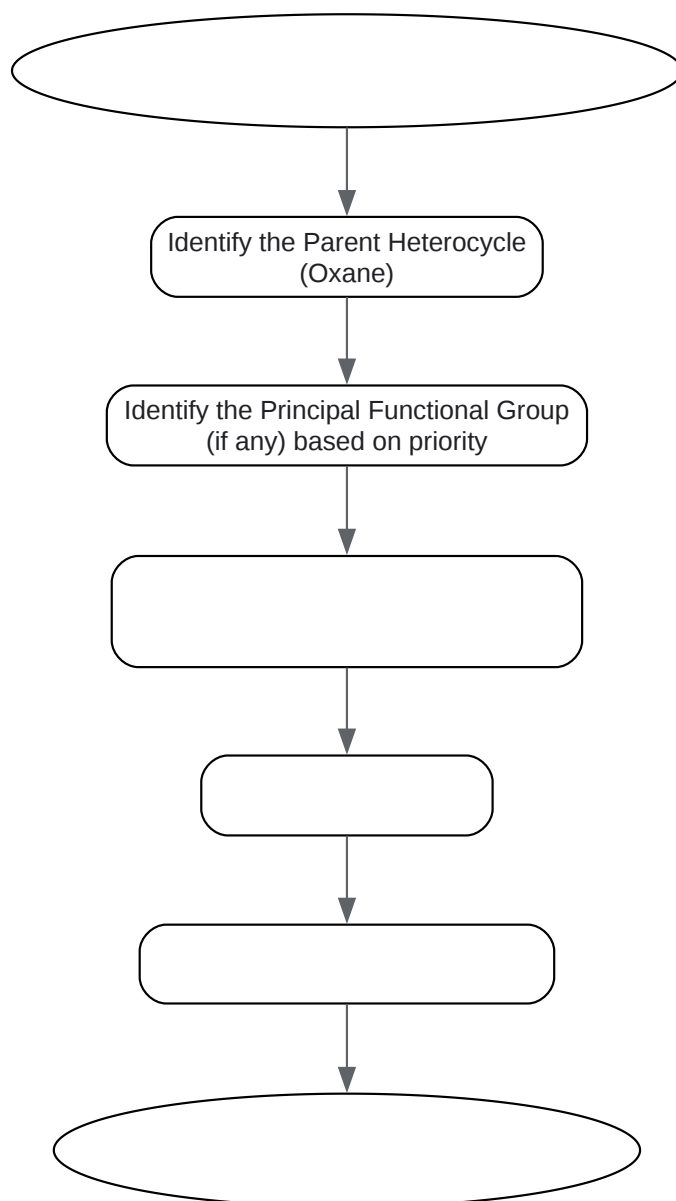 Identify the Parent Heterocycle
(Oxane)
Identify the Principal Functional Group
(if any) based on priority